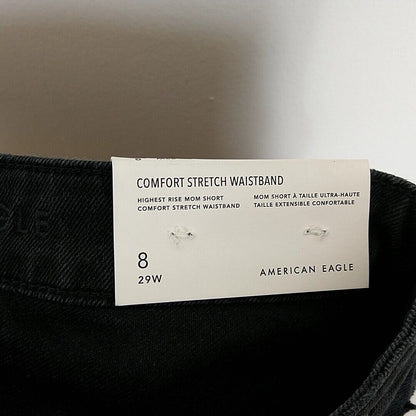 COMFORT STRETCH WAISTBAND
HIGHEST RISE MOM SHORT
COMFORT STRETCH WAISTBAND
MOM SHORT À TAILLE ULTRA-HAUTE
TAILLE EXTENSIBLE CONFORTABLE
8
29W
AMERICAN EAGLE